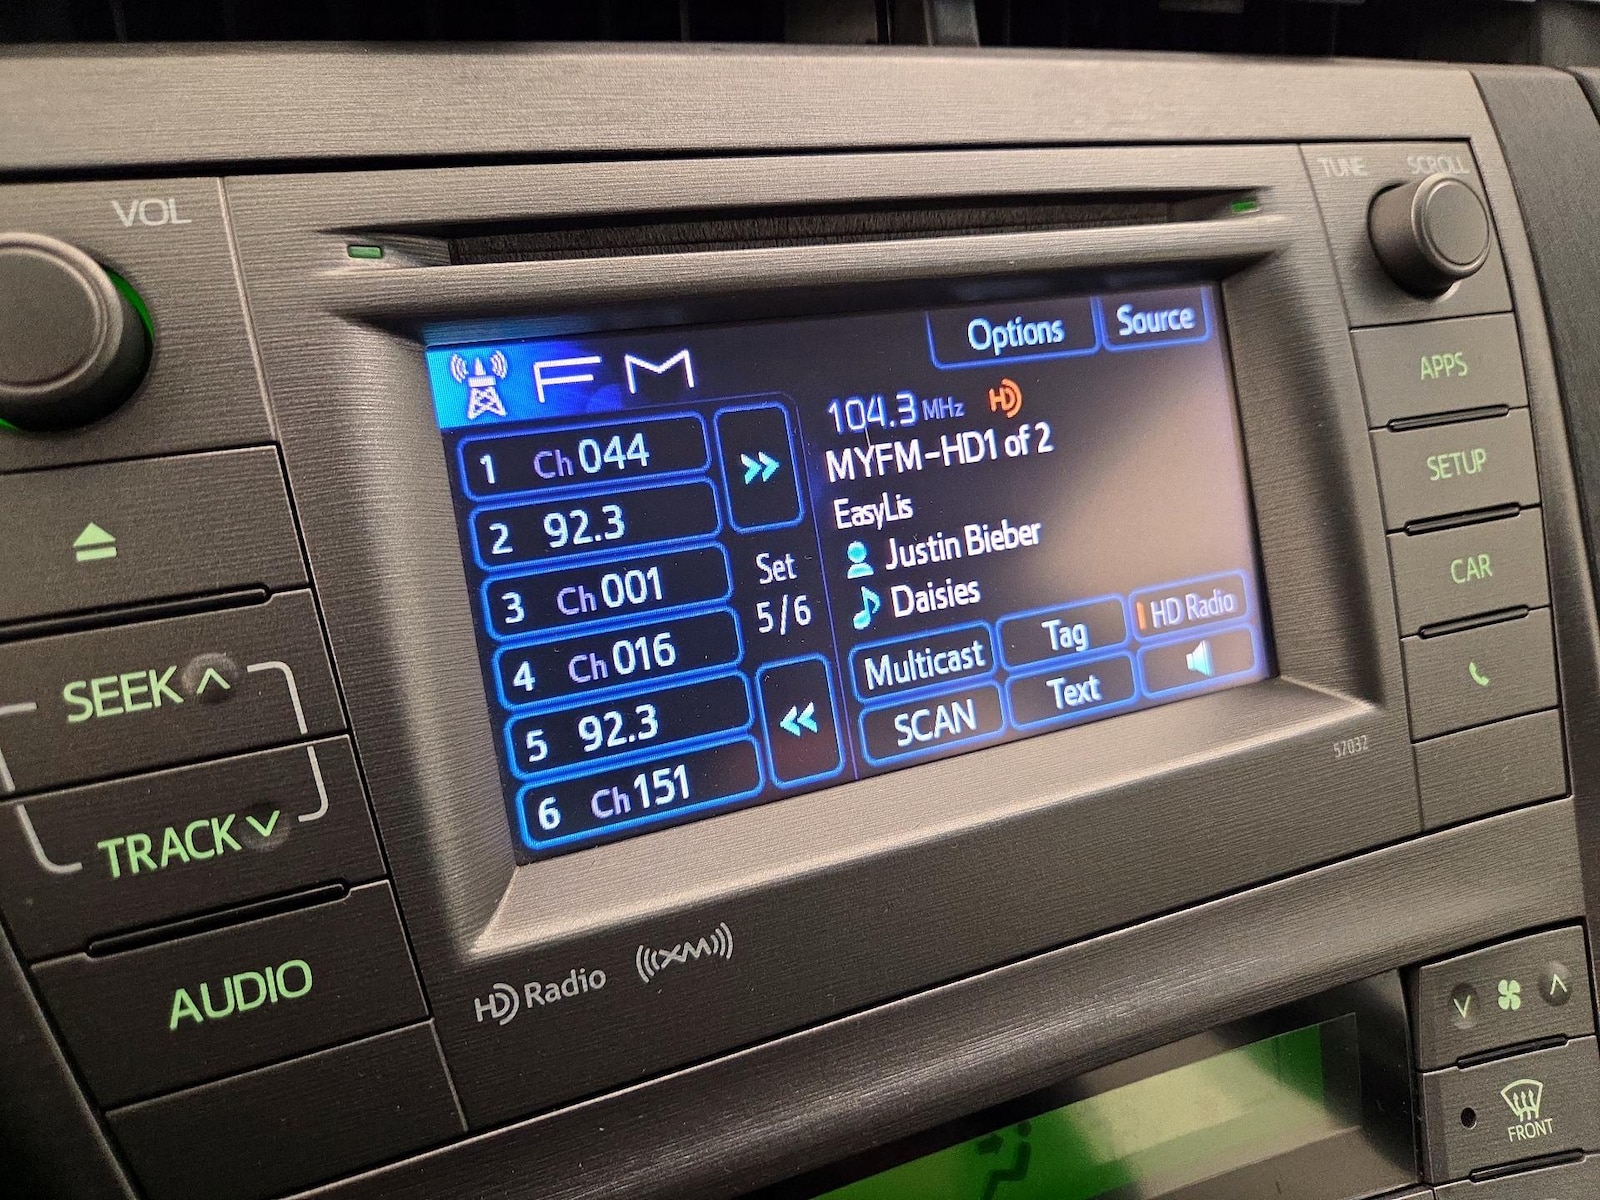 VOL
TUNE SCROLL
FM
Options
Source
1 Ch 044
2 92.3
3 Ch 001
4 Ch 016
5 92.3
6 Ch 151
Set
5/6
104.3 MHz HD
MYFM-HD1 of 2
EasyLis
Justin Bieber
Daisies
Multicast
Tag
HD Radio
SCAN
Text
57032
APPS
SETUP
CAR
SEEK
TRACK
AUDIO
HD Radio
XM
FRONT